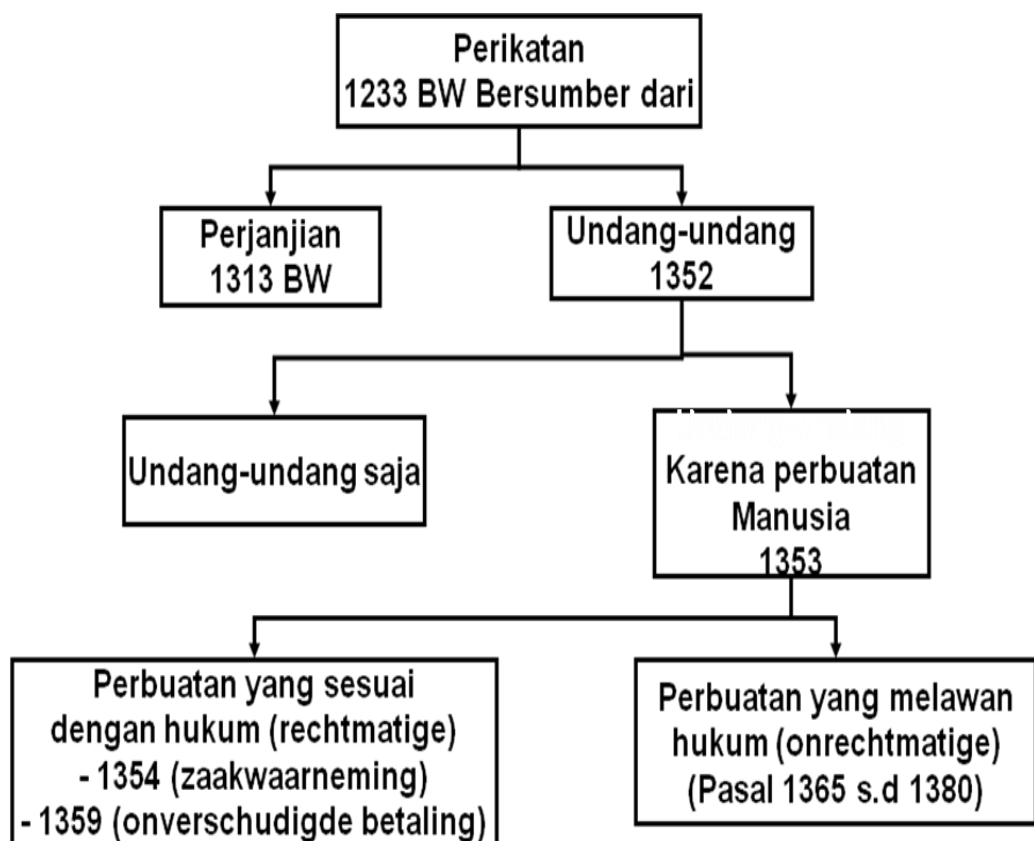 Perikatan
1233 BW Bersumber dari
Perjanjian
1313 BW
Undang-undang
1352
Undang-undang saja
Karena perbuatan
Manusia
1353
Perbuatan yang sesuai
dengan hukum (rechtmatige)
- 1354 (zaakwaarneming)
- 1359 (onverschudigde betaling)
Perbuatan yang melawan
hukum (onrechtmatige)
(Pasal 1365 s.d 1380)